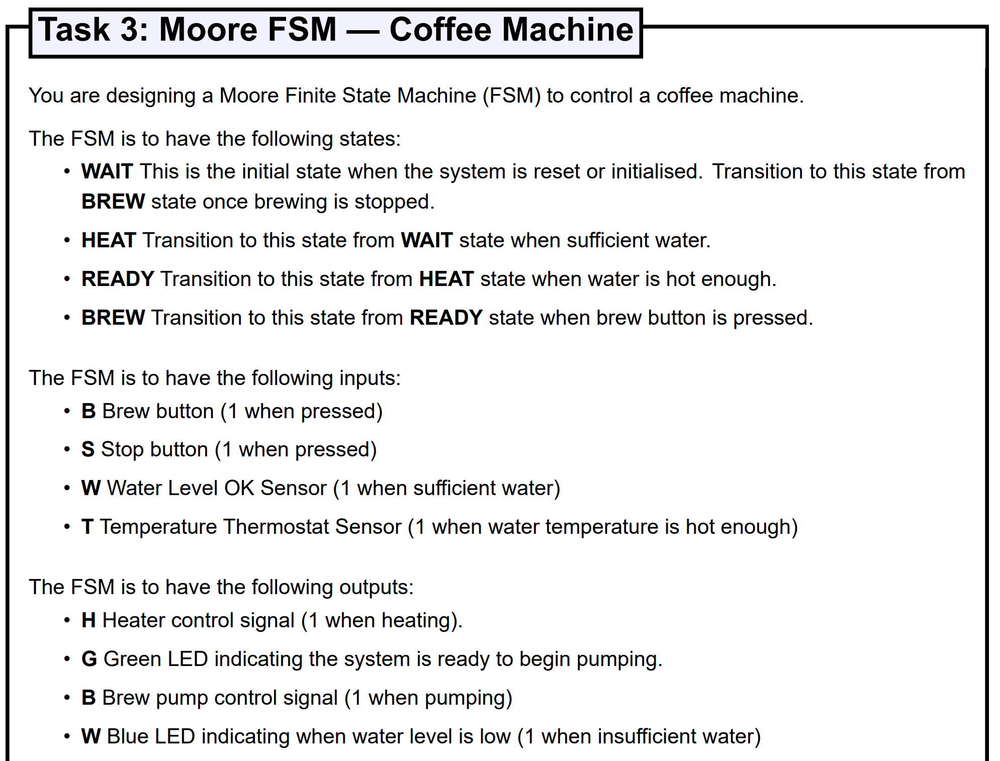 Task 3: Moore FSM — Coffee Machine
You are designing a Moore Finite State Machine (FSM) to control a coffee machine.
The FSM is to have the following states:
• WAIT This is the initial state when the system is reset or initialised. Transition to this state from
BREW state once brewing is stopped.
• HEAT Transition to this state from WAIT state when sufficient water.
• READY Transition to this state from HEAT state when water is hot enough.
• BREW Transition to this state from READY state when brew button is pressed.
The FSM is to have the following inputs:
• B Brew button (1 when pressed)
• S Stop button (1 when pressed)
• W Water Level OK Sensor (1 when sufficient water)
• T Temperature Thermostat Sensor (1 when water temperature is hot enough)
The FSM is to have the following outputs:
• H Heater control signal (1 when heating).
• G Green LED indicating the system is ready to begin pumping.
• B Brew pump control signal (1 when pumping)
• W Blue LED indicating when water level is low (1 when insufficient water)